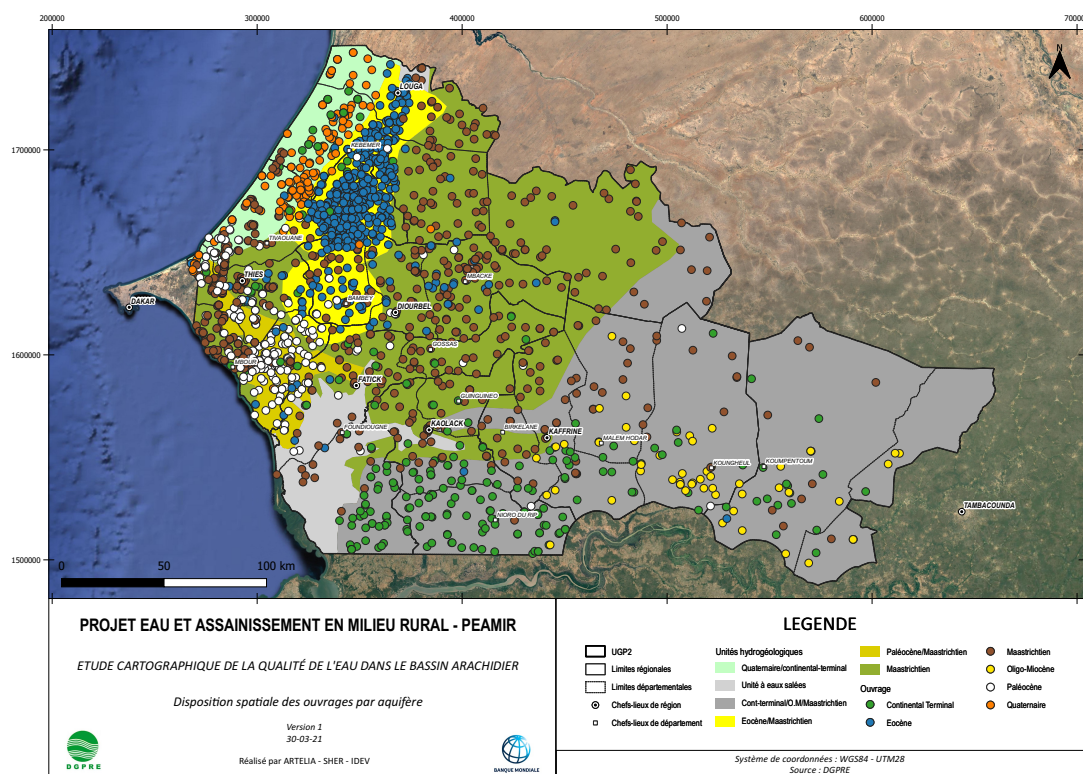 200000 300000 400000 500000 600000 700000
N
LOUGA
1700000
KEBEMER
TIVAOUANE
THIES
MBACKE
DAKAR
BAMBEY
DIOURBEL
GOSSAS
1600000
MBOUR
FATICK
GUINGUINEO
FOUNDIOUGNE
KAOLACK
BIRKELANE
KAFFRINE
MALEM HODAR
KOUNGHEUL
KOUMPENTOUM
NIORO DU RIP
TAMBACOUNDA
1500000
0 50 100 km
PROJET EAU ET ASSAINISSEMENT EN MILIEU RURAL - PEAMIR
ETUDE CARTOGRAPHIQUE DE LA QUALITÉ DE L'EAU DANS LE BASSIN ARACHIDIER
Disposition spatiale des ouvrages par aquifère
Version 1
30-03-21
Réalisé par ARTELIA - SHER - IDEV
DGPRE
BANQUE MONDIALE
LEGENDE
UGP2
Limites régionales
Limites départementales
Chefs-lieux de région
Chefs-lieux de département
Unités hydrogéologiques
Quaternaire/continental-terminal
Unité à eaux salées
Cont-terminal/O.M/Maastrichtien
Eocène/Maastrichtien
Paléocène/Maastrichtien
Maastrichtien
Ouvrage
Continental Terminal
Eocène
Maastrichtien
Oligo-Miocène
Paléocène
Quaternaire
Système de coordonnées : WGS84 - UTM28
Source : DGPRE